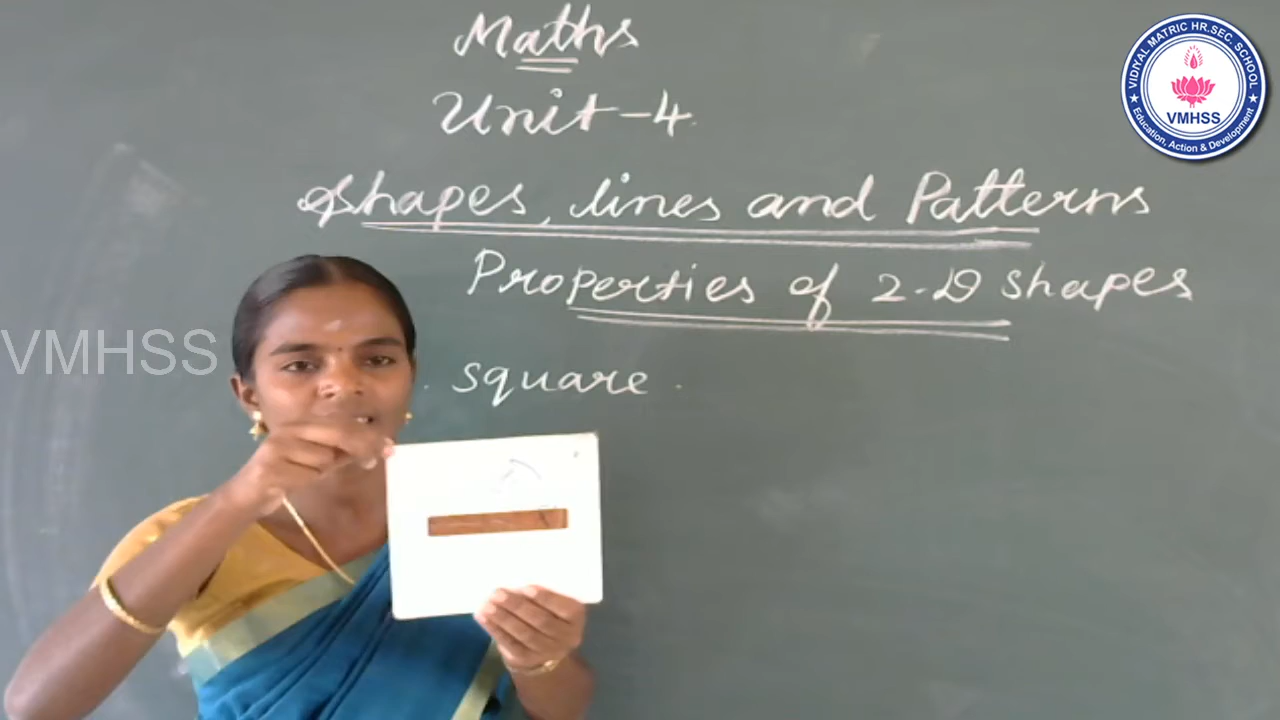 Maths
Unit-4.
Shapes, lines and Patterns
Properties of 2-D shapes
. square .
VMHSS
VIDIYAL MATRIC HR.SEC. SCHOOL
VMHSS
★ Education, Action & Development ★